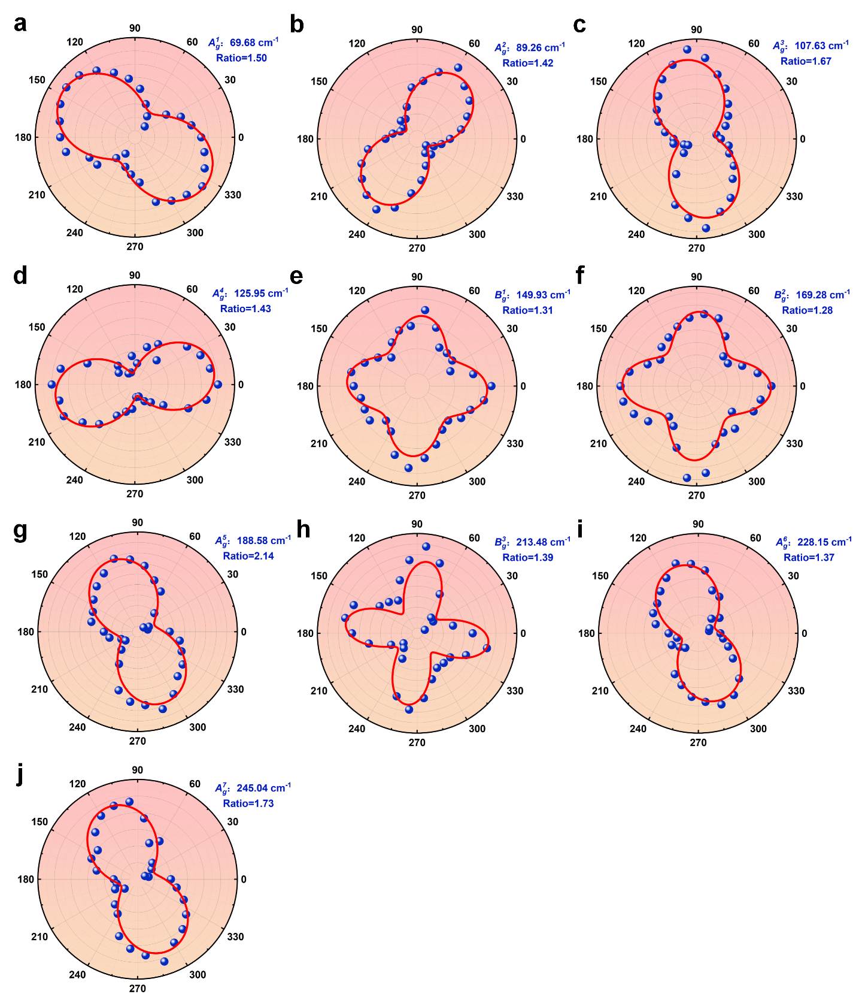 a
90
120 60
150 30
180 0
210 330
240 300
270
A_g^1: 69.68 cm^-1
Ratio=1.50
b
90
120 60
150 30
180 0
210 330
240 300
270
A_g^2: 89.26 cm^-1
Ratio=1.42
c
90
120 60
150 30
180 0
210 330
240 300
270
A_g^3: 107.63 cm^-1
Ratio=1.67
d
90
120 60
150 30
180 0
210 330
240 300
270
A_g^4: 125.95 cm^-1
Ratio=1.43
e
90
120 60
150 30
180 0
210 330
240 300
270
B_g^1: 149.93 cm^-1
Ratio=1.31
f
90
120 60
150 30
180 0
210 330
240 300
270
B_g^2: 169.28 cm^-1
Ratio=1.28
g
90
120 60
150 30
180 0
210 330
240 300
270
A_g^5: 188.58 cm^-1
Ratio=2.14
h
90
120 60
150 30
180 0
210 330
240 300
270
B_g^3: 213.48 cm^-1
Ratio=1.39
i
90
120 60
150 30
180 0
210 330
240 300
270
A_g^6: 228.15 cm^-1
Ratio=1.37
j
90
120 60
150 30
180 0
210 330
240 300
270
A_g^7: 245.04 cm^-1
Ratio=1.73